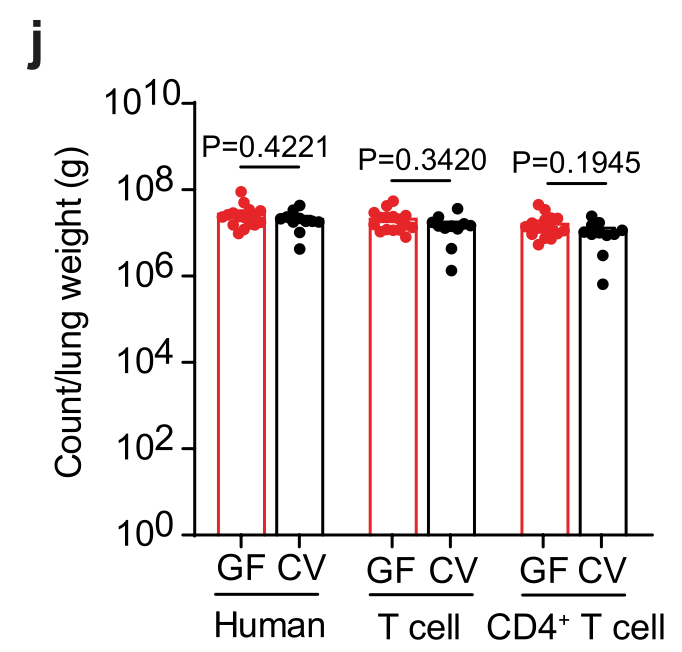 j
Count/lung weight (g)
10¹⁰
10⁸
10⁶
10⁴
10²
10⁰
P=0.4221
P=0.3420
P=0.1945
GF CV GF CV GF CV
Human T cell CD4⁺ T cell